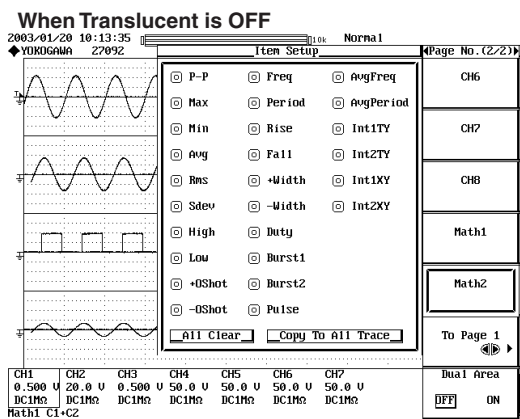 When Translucent is OFF
2003/01/20 10:13:35 10k Normal
◆YOKOGAWA 27092 Item Setup ◀Page No.(2/2)▶
P-P Freq AvgFreq CH6
Max Period AvgPeriod
Min Rise Int1TY CH7
Avg Fall Int2TY
Rms +Width Int1XY CH8
Sdev -Width Int2XY
High Duty Math1
Low Burst1
+OShot Burst2 Math2
-OShot Pulse
All Clear Copy To All Trace To Page 1
CH1 CH2 CH3 CH4 CH5 CH6 CH7 Dual Area
0.500 V 20.0 V 0.500 V 50.0 V 50.0 V 50.0 V 50.0 V
DC1MΩ DC1MΩ DC1MΩ DC1MΩ DC1MΩ DC1MΩ DC1MΩ OFF ON
Math1 C1+C2